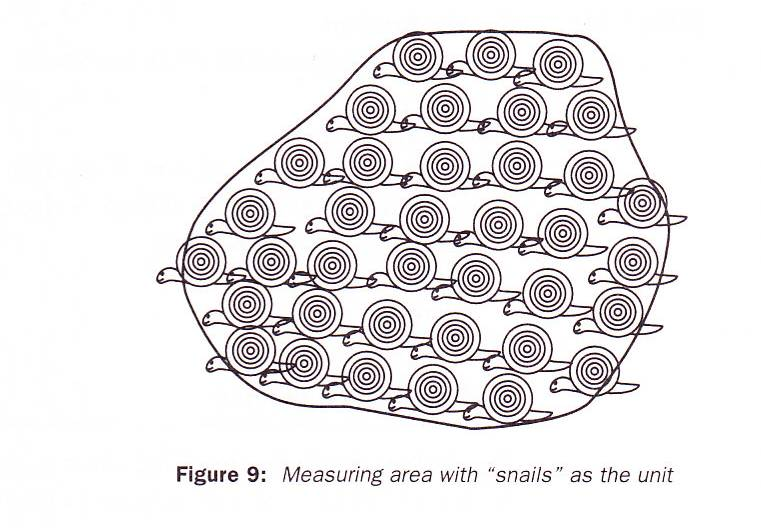 Figure 9: Measuring area with “snails” as the unit